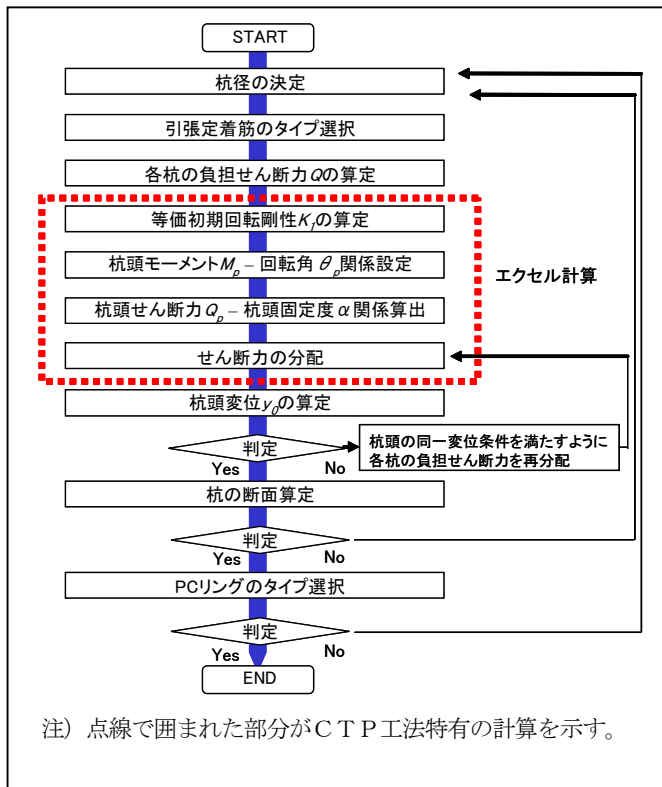 START
杭径の決定
引張定着筋のタイプ選択
各杭の負担せん断力Qの算定
等価初期回転剛性K₁の算定
杭頭モーメントMp－回転角θp関係設定
エクセル計算
杭頭せん断力Qp－杭頭固定度α関係算出
せん断力の分配
杭頭変位y₀の算定
判定
Yes
No
杭頭の同一変位条件を満たすように
各杭の負担せん断力を再分配
杭の断面算定
判定
Yes
No
PCリングのタイプ選択
判定
Yes
No
END
注）点線で囲まれた部分がＣＴＰ工法特有の計算を示す。